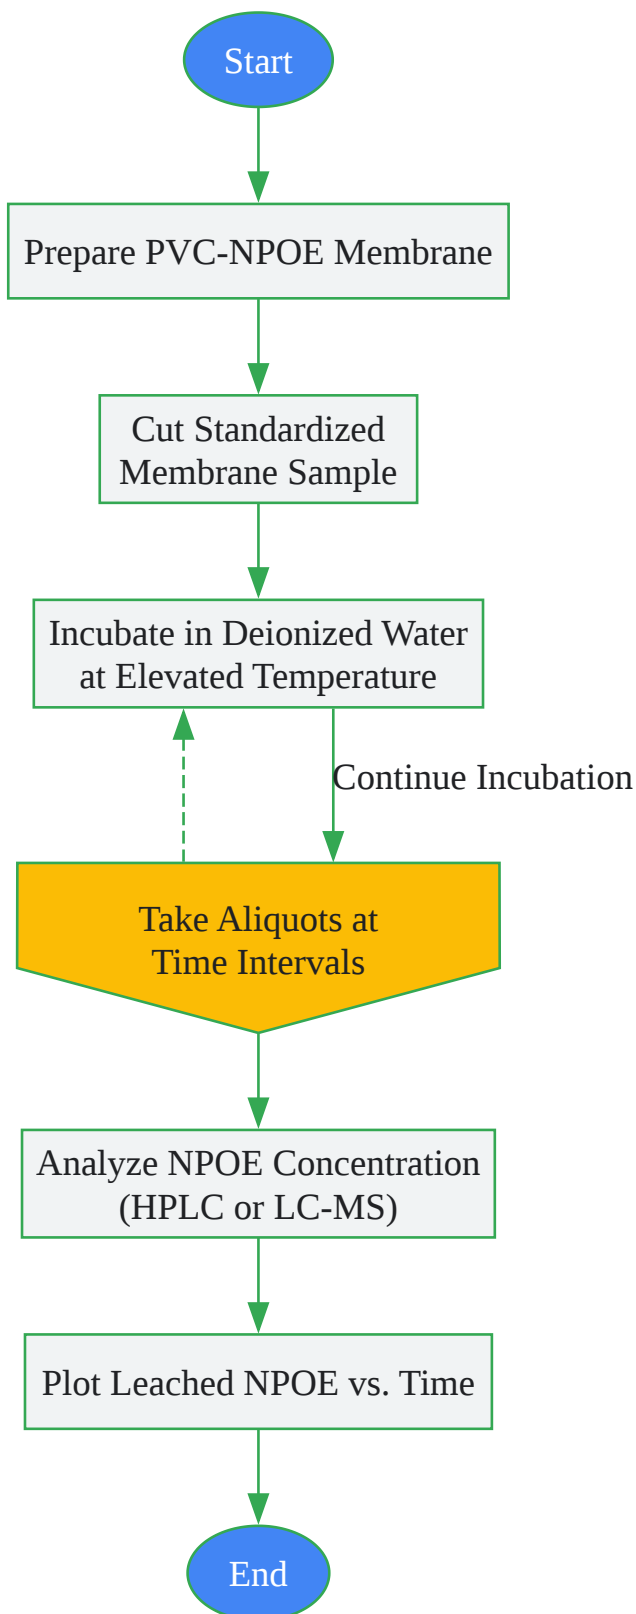 Start
Prepare PVC-NPOE Membrane
Cut Standardized
Membrane Sample
Incubate in Deionized Water
at Elevated Temperature
Continue Incubation
Take Aliquots at
Time Intervals
Analyze NPOE Concentration
(HPLC or LC-MS)
Plot Leached NPOE vs. Time
End